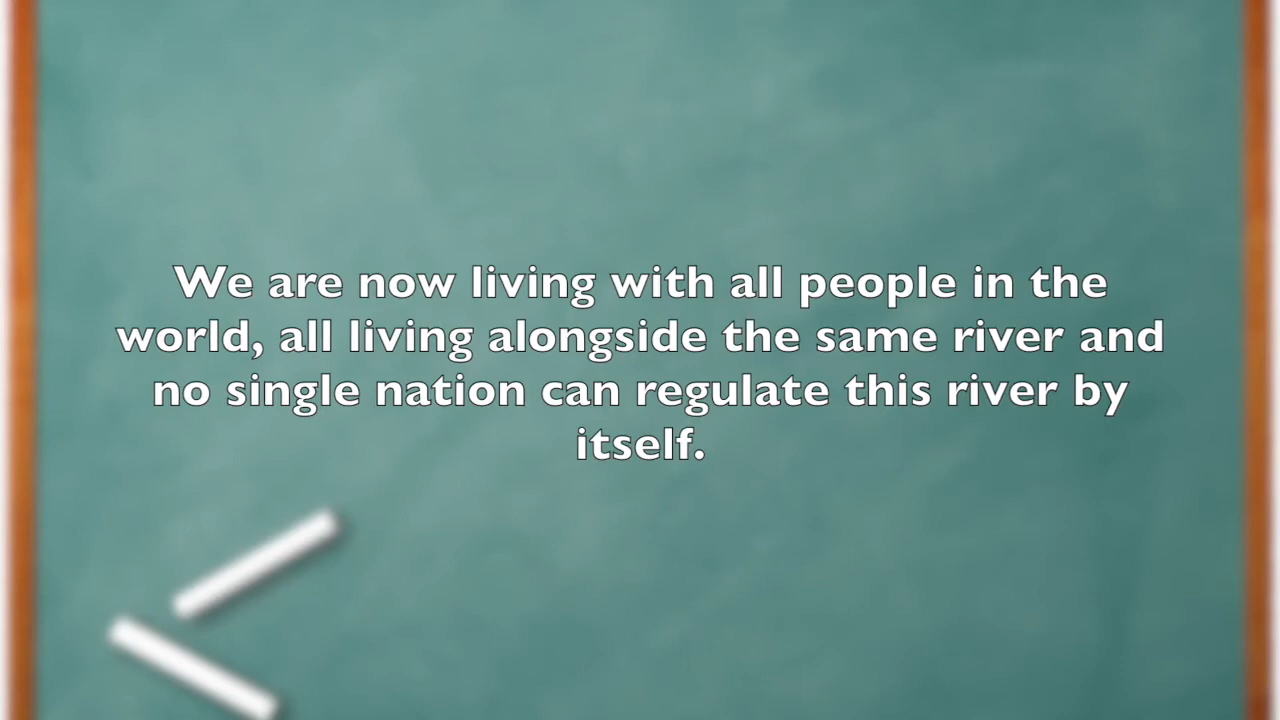 We are now living with all people in the
world, all living alongside the same river and
no single nation can regulate this river by
itself.